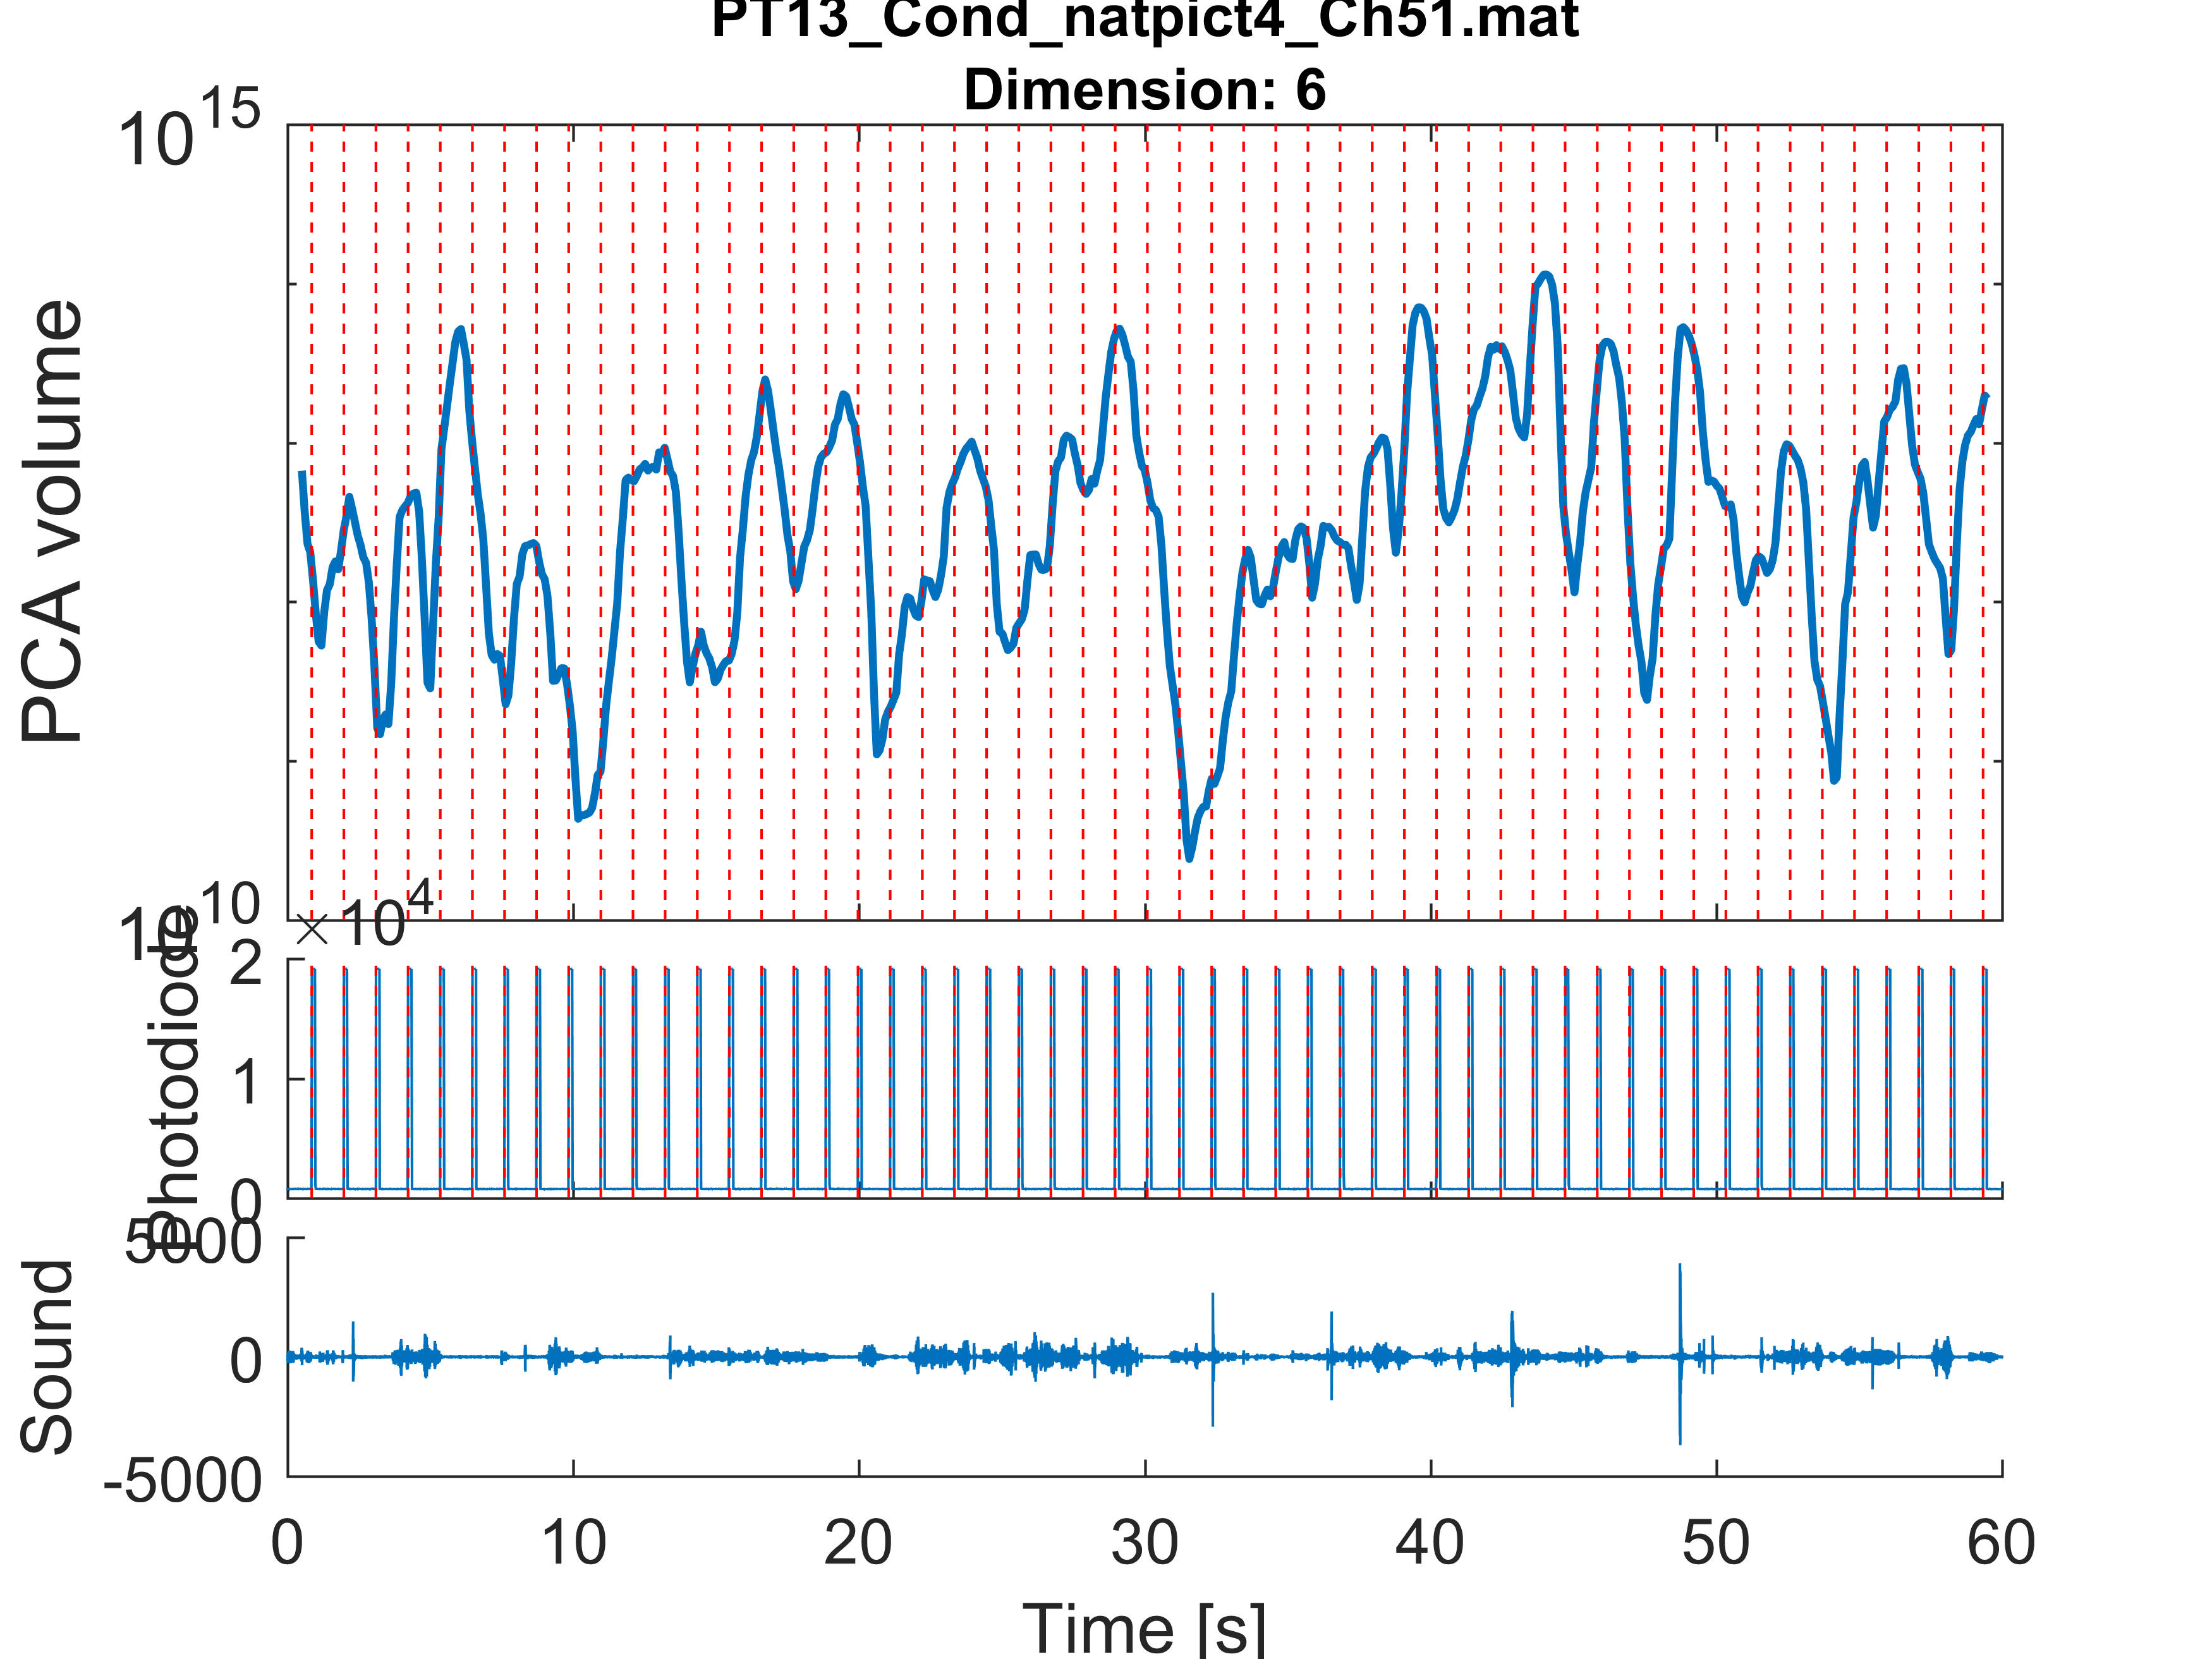 PT13_Cond_natpict4_Ch51.mat
Dimension: 6
10^15
PCA volume
10^10
×10^4
Photodiode
2
1
0
Sound
5000
0
-5000
0 10 20 30 40 50 60
Time [s]